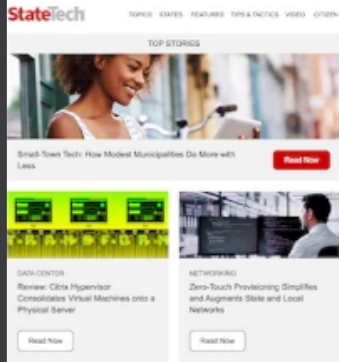 StateTech
TOPICS STATES FEATURES TIPS & TACTICS VIDEO CITIZEN
TOP STORIES
Small-Town Tech: How Modest Municipalities Do More with
Less
Read Now
DATA CENTER
Review: Citrix Hypervisor
Consolidates Virtual Machines onto a
Physical Server
Read Now
NETWORKING
Zero-Touch Provisioning Simplifies
and Augments State and Local
Networks
Read Now